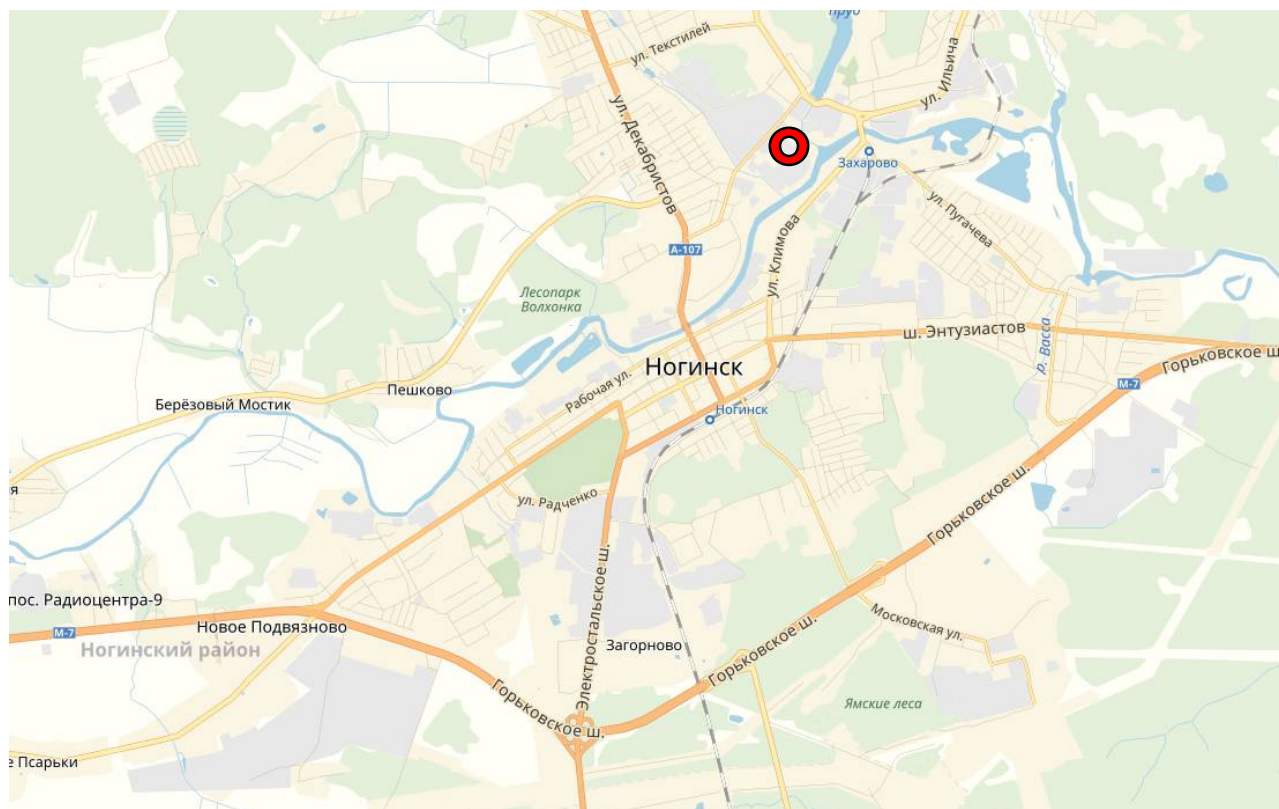 пруд
ул. Текстилей
ул. Ильича
ул. Декабристов
Захарово
ул. Пугачева
А-107
ул. Климова
Лесопарк
Волхонка
ш. Энтузиастов
р. Васса
Горьковское ш
Ногинск
М-7
Пешково
Рабочая ул.
Берёзовый Мостик
Ногинск
я
ул. Радченко
Горьковское ш.
Электростальское ш.
пос. Радиоцентра-9
Новое Подвязново
М-7
Ногинский район
Московская ул.
Загорново
Горьковское ш.
Горьковское ш.
Ямские леса
е Псарьки